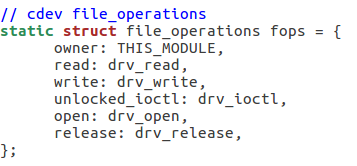 // cdev file_operations
static struct file_operations fops = {
      owner: THIS_MODULE,
      read: drv_read,
      write: drv_write,
      unlocked_ioctl: drv_ioctl,
      open: drv_open,
      release: drv_release,
};